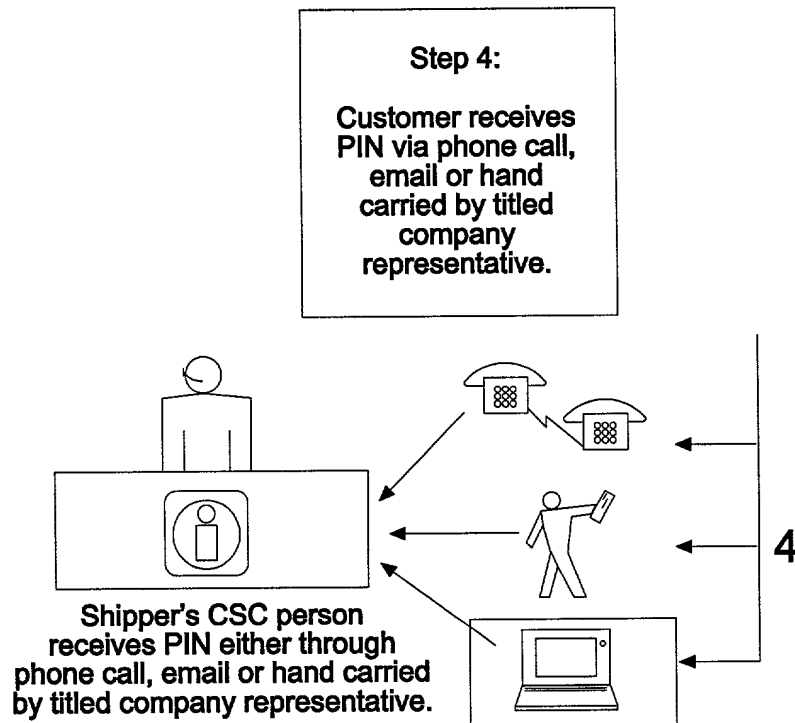 Step 4:
Customer receives
PIN via phone call,
email or hand
carried by titled
company
representative.
4
Shipper's CSC person
receives PIN either through
phone call, email or hand carried
by titled company representative.